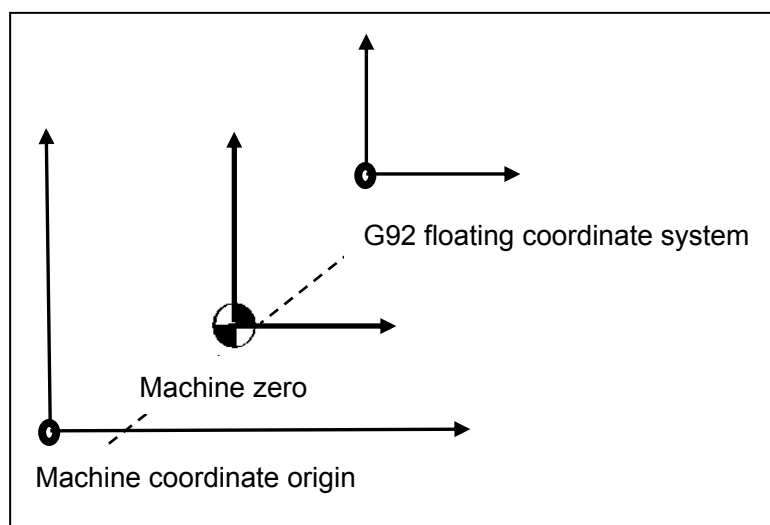 G92 floating coordinate system
Machine zero
Machine coordinate origin